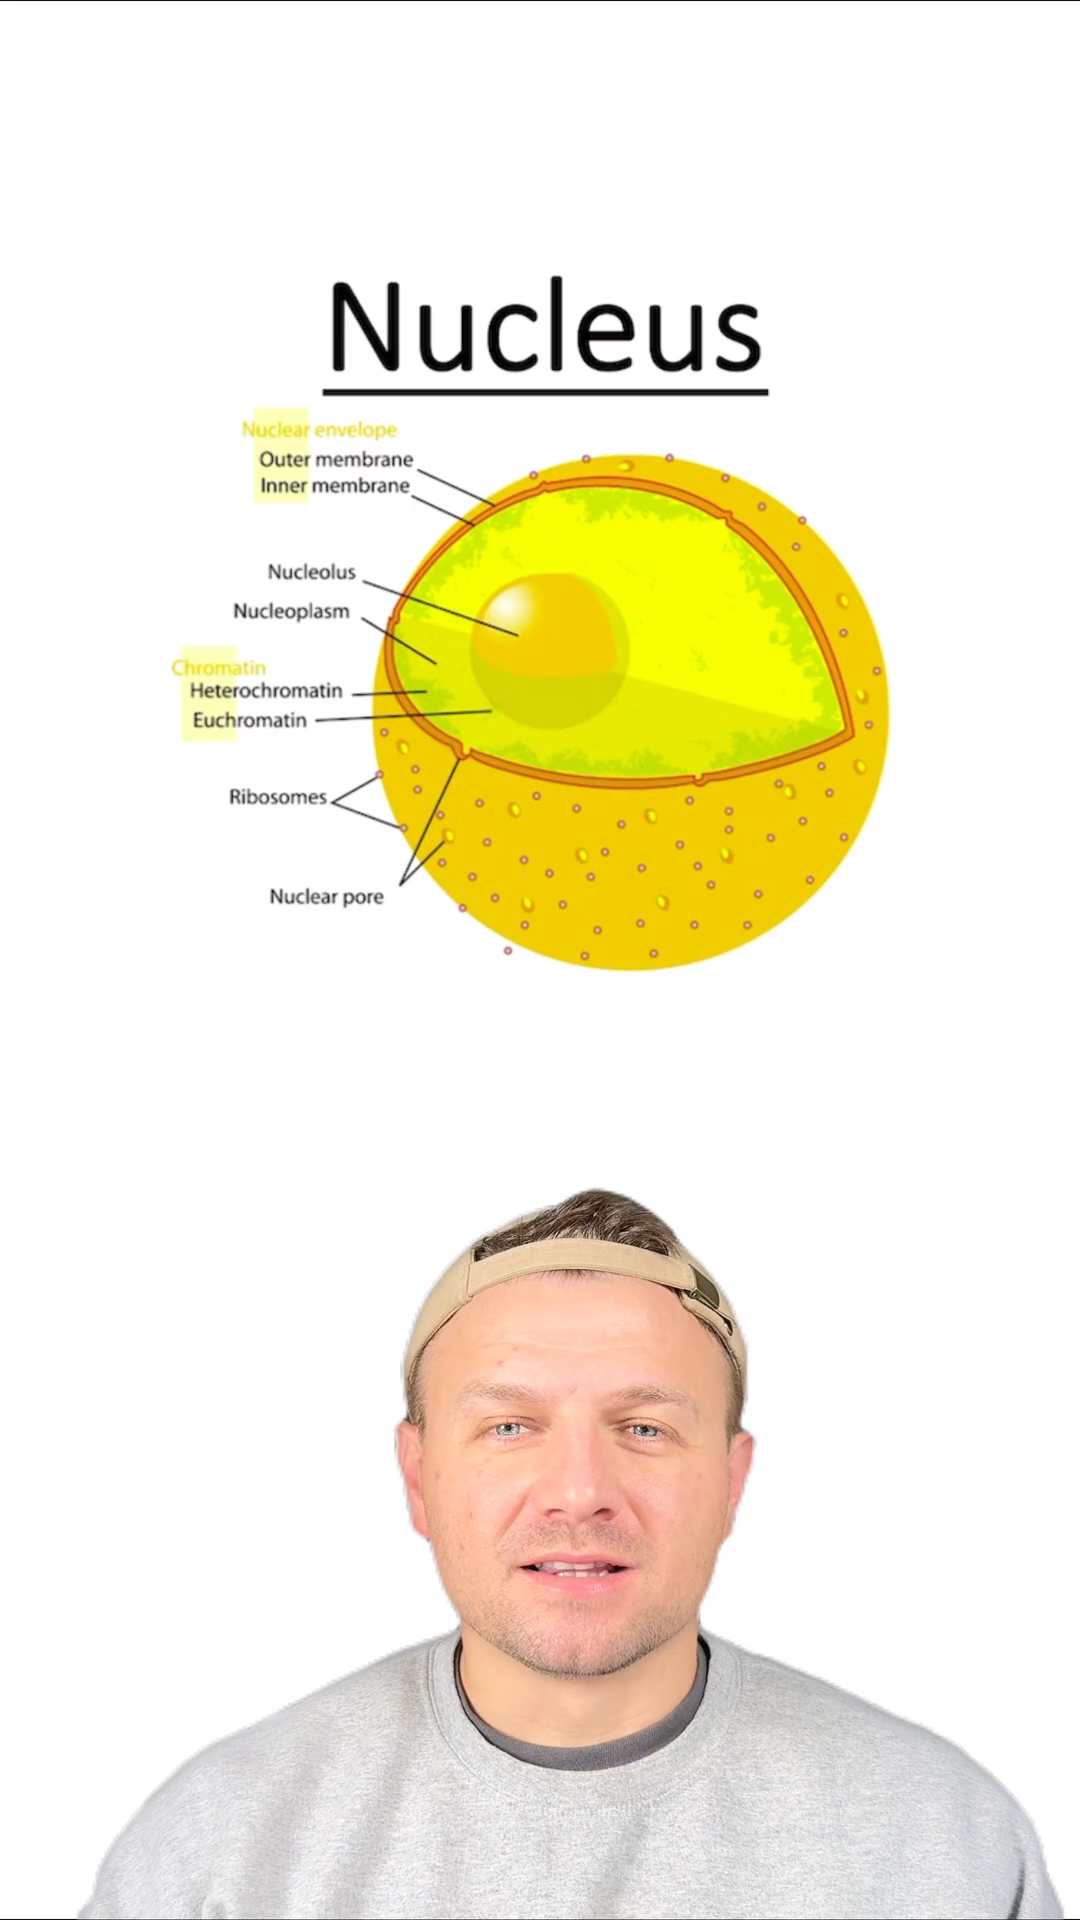 Nucleus
Nuclear envelope
Outer membrane
Inner membrane
Nucleolus
Nucleoplasm
Chromatin
Heterochromatin
Euchromatin
Ribosomes
Nuclear pore